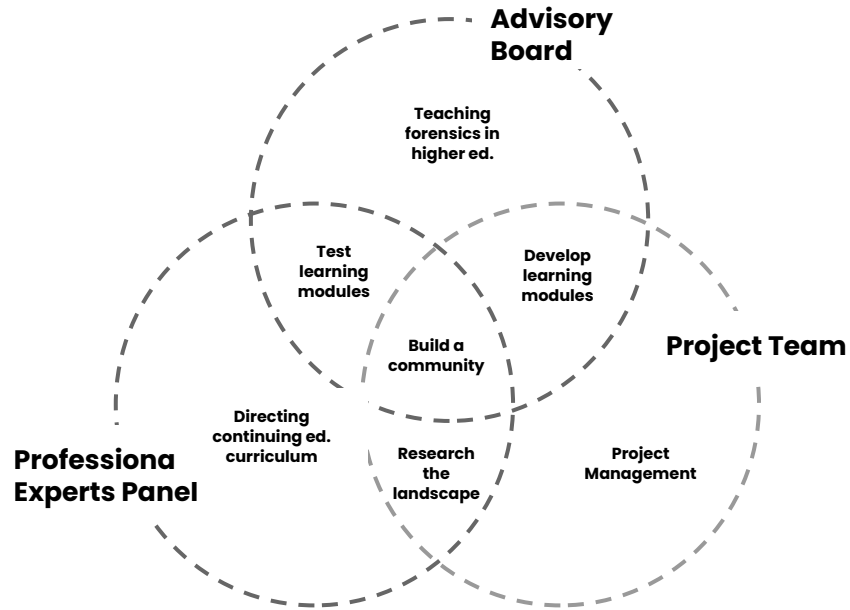 Advisory
Board
Teaching
forensics in
higher ed.
Test
learning
modules
Develop
learning
modules
Build a
community
Project Team
Directing
continuing ed.
curriculum
Professiona
Experts Panel
Research
the
landscape
Project
Management